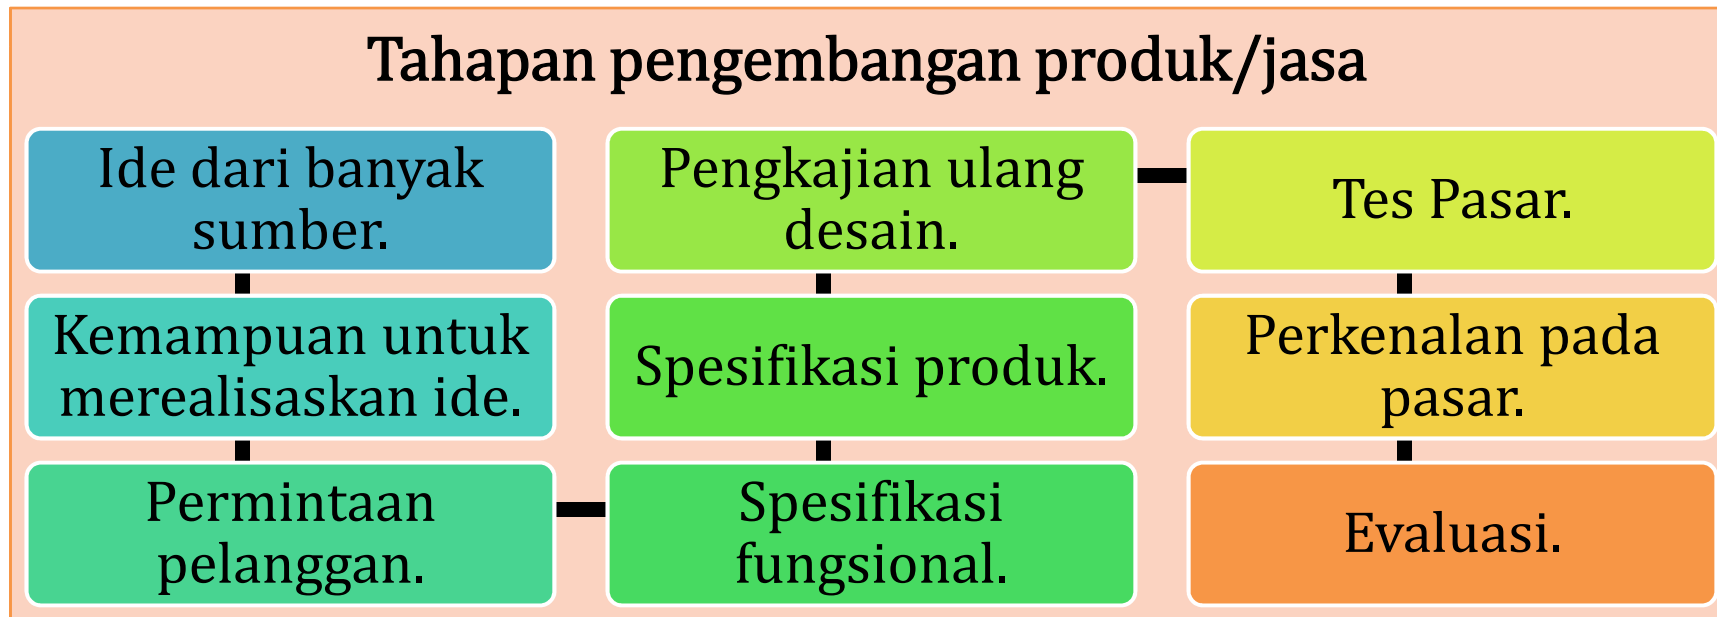 Tahapan pengembangan produk/jasa
Ide dari banyak
sumber.
Kemampuan untuk
merealisaskan ide.
Permintaan
pelanggan.
Spesifikasi
fungsional.
Spesifikasi produk.
Pengkajian ulang
desain.
Tes Pasar.
Perkenalan pada
pasar.
Evaluasi.